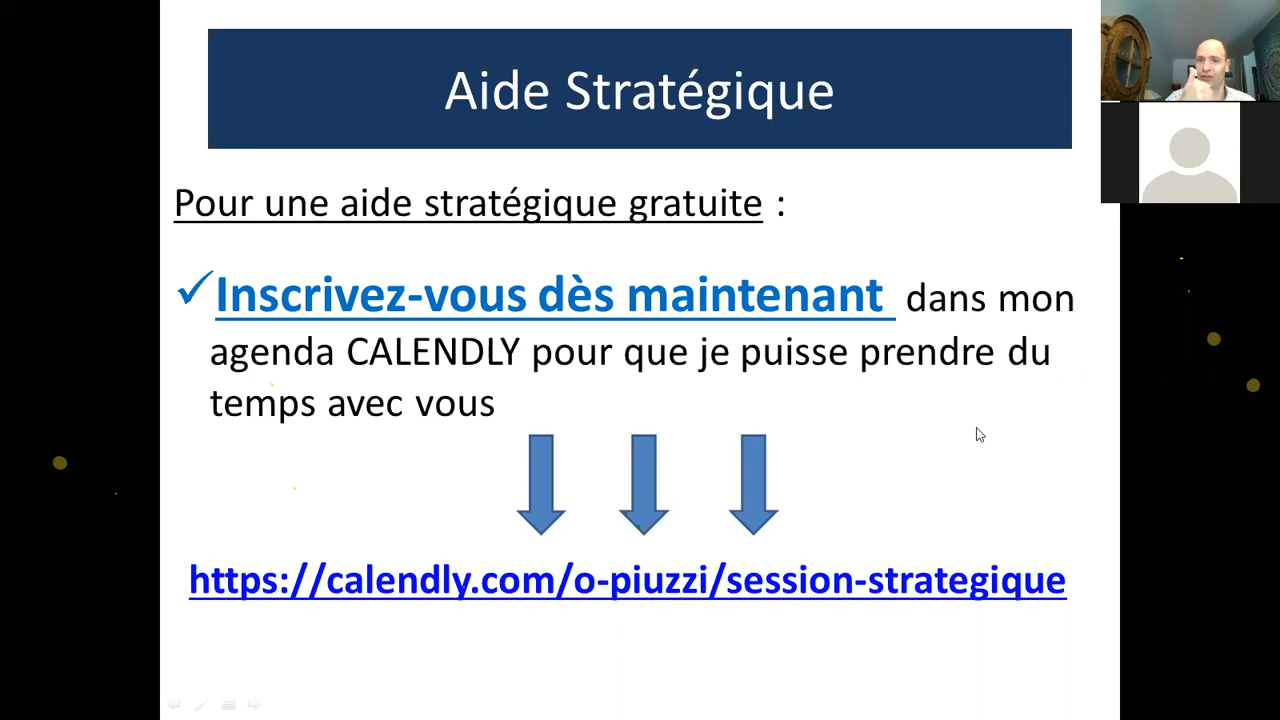 Aide Stratégique
Pour une aide stratégique gratuite :
✓Inscrivez-vous dès maintenant dans mon
agenda CALENDLY pour que je puisse prendre du
temps avec vous
https://calendly.com/o-piuzzi/session-strategique